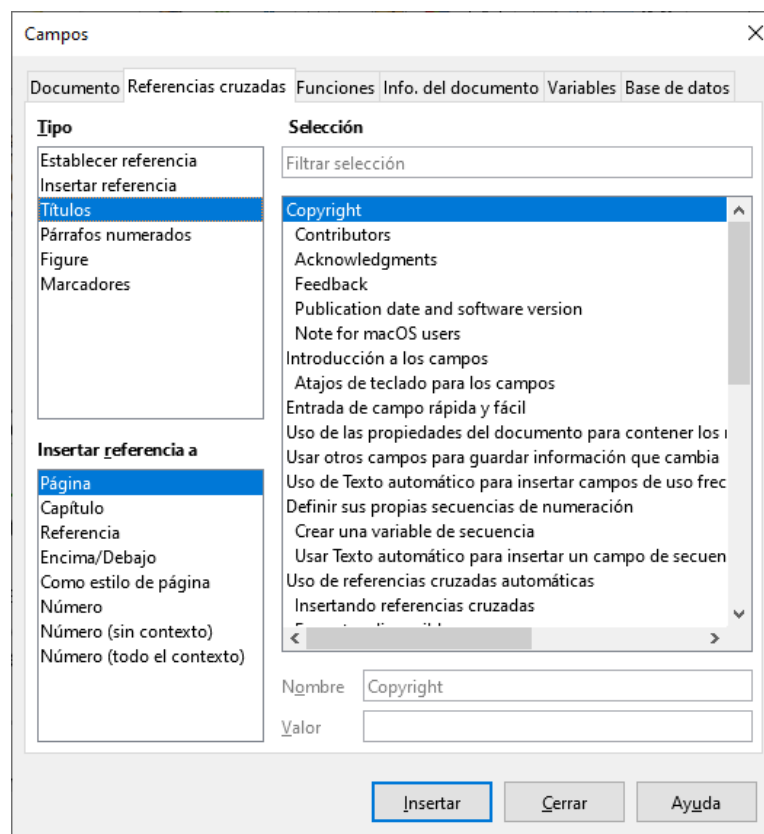 Campos
Documento Referencias cruzadas Funciones Info. del documento Variables Base de datos
Tipo
Establecer referencia
Insertar referencia
Títulos
Párrafos numerados
Figure
Marcadores
Insertar referencia a
Página
Capítulo
Referencia
Encima/Debajo
Como estilo de página
Número
Número (sin contexto)
Número (todo el contexto)
Selección
Filtrar selección
Copyright
Contributors
Acknowledgments
Feedback
Publication date and software version
Note for macOS users
Introducción a los campos
Atajos de teclado para los campos
Entrada de campo rápida y fácil
Uso de las propiedades del documento para contener los
Usar otros campos para guardar información que cambia
Uso de Texto automático para insertar campos de uso frec
Definir sus propias secuencias de numeración
Crear una variable de secuencia
Usar Texto automático para insertar un campo de secuen
Uso de referencias cruzadas automáticas
Insertando referencias cruzadas
Nombre Copyright
Valor
Insertar Cerrar Ayuda